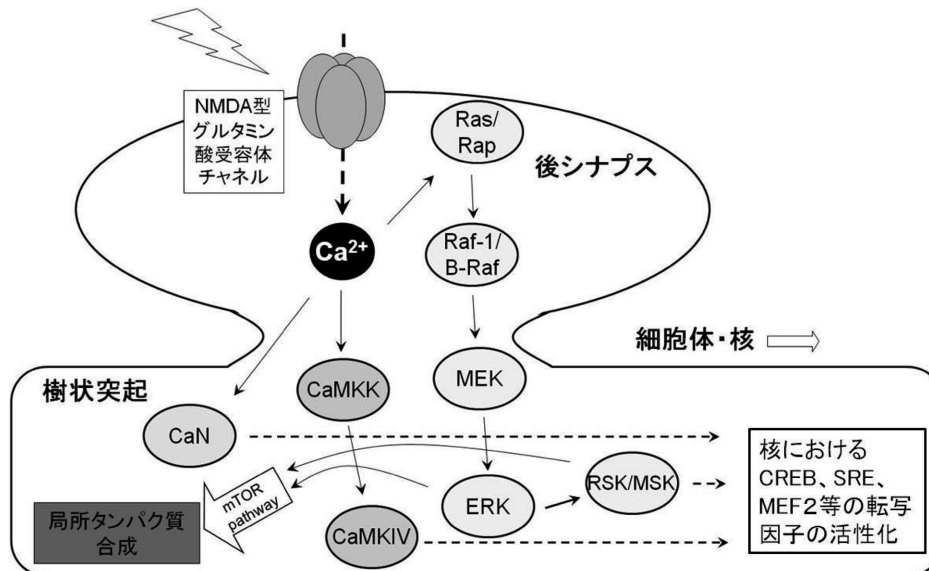 NMDA型
グルタミン
酸受容体
チャネル
Ras/
Rap
後シナプス
Ca²⁺
Raf-1/
B-Raf
細胞体・核
樹状突起
CaMKK
MEK
CaN
核における
CREB、SRE、
MEF2等の転写
因子の活性化
RSK/MSK
mTOR
pathway
ERK
局所タンパク質
合成
CaMKIV